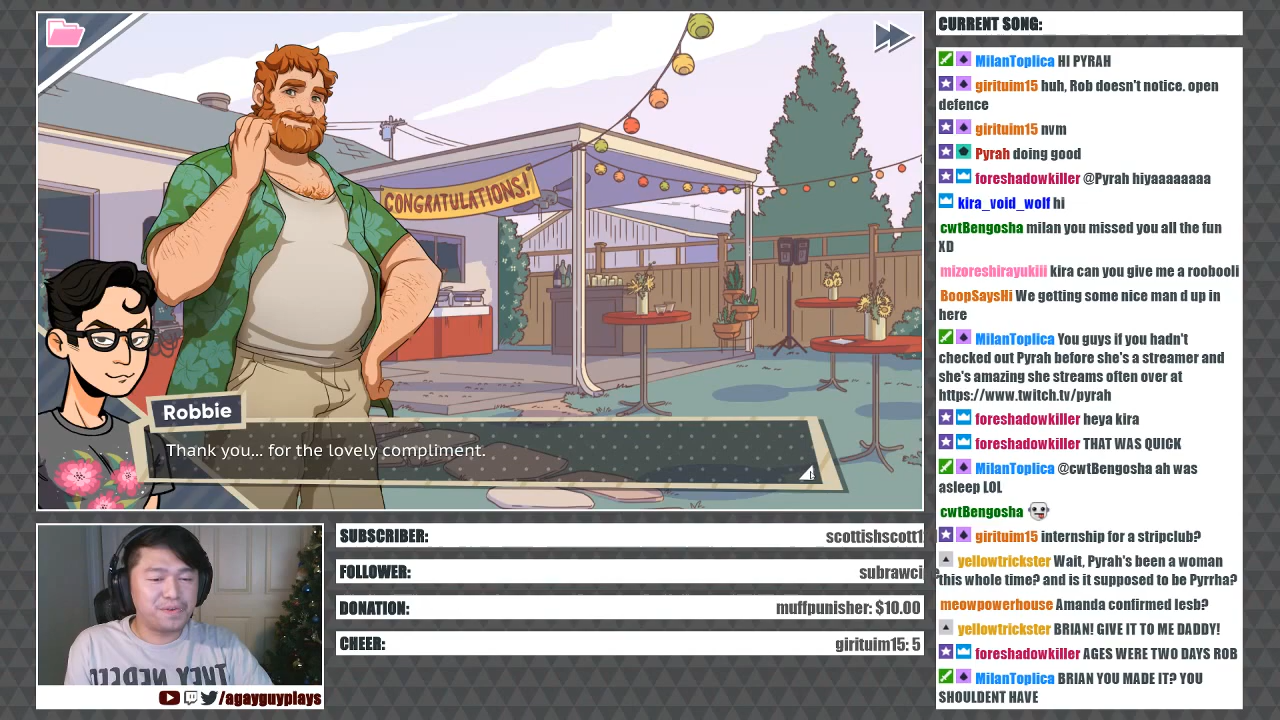 CONGRATULATIONS!
Robbie
Thank you... for the lovely compliment.
/agayguyplays
SUBSCRIBER:
scottishscott1
FOLLOWER:
subrawci
DONATION:
muffpunisher: $10.00
CHEER:
girituim15: 5
CURRENT SONG:
MilanToplica HI PYRAH
girituim15 huh, Rob doesn't notice. open
defence
girituim15 nvm
Pyrah doing good
foreshadowkiller @Pyrah hiyaaaaaaaa
kira_void_wolf hi
cwtBengosha milan you missed you all the fun
XD
mizoreshirayukiii kira can you give me a roobooli
BoopSaysHi We getting some nice man d up in
here
MilanToplica You guys if you hadn't
checked out Pyrah before she's a streamer and
she's amazing she streams often over at
https://www.twitch.tv/pyrah
foreshadowkiller heya kira
foreshadowkiller THAT WAS QUICK
MilanToplica @cwtBengosha ah was
asleep LOL
cwtBengosha
girituim15 internship for a stripclub?
yellowtrickster Wait, Pyrah's been a woman
this whole time? and is it supposed to be Pyrrha?
meowpowerhouse Amanda confirmed lesb?
yellowtrickster BRIAN! GIVE IT TO ME DADDY!
foreshadowkiller AGES WERE TWO DAYS ROB
MilanToplica BRIAN YOU MADE IT? YOU
SHOULDENT HAVE